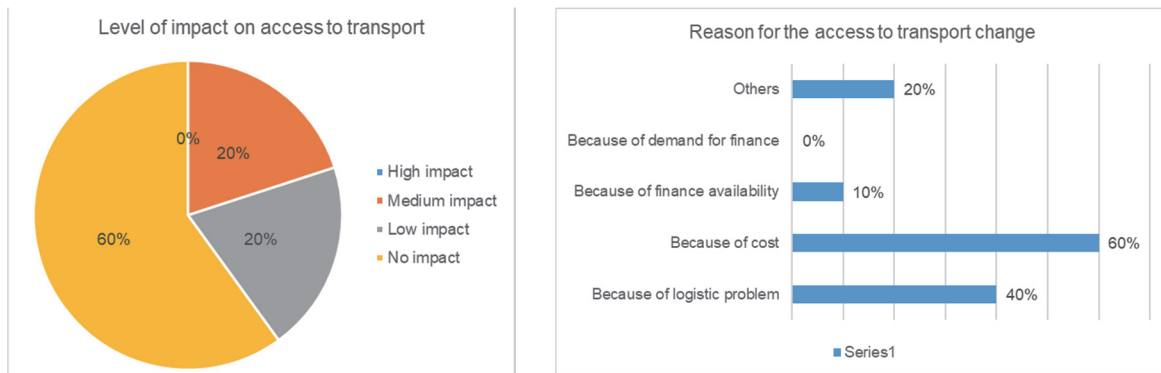 Level of impact on access to transport
0%
20%
20%
60%
High impact
Medium impact
Low impact
No impact
Reason for the access to transport change
Others 20%
Because of demand for finance 0%
Because of finance availability 10%
Because of cost 60%
Because of logistic problem 40%
Series1